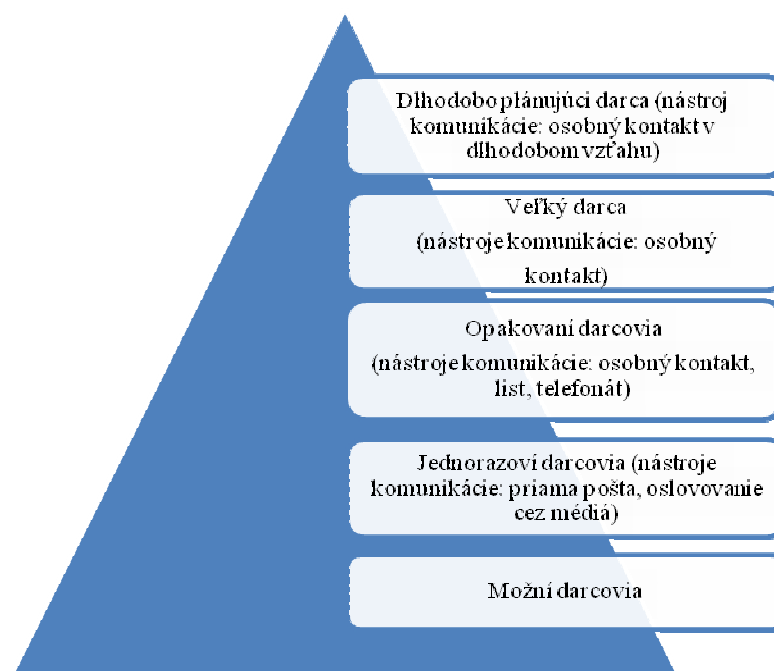 Dlhodobo plánujúci darca (nástroj
komunikácie: osobný kontakt v
dlhodobom vzťahu)
Veľký darca
(nástroje komunikácie: osobný
kontakt)
Opakovaní darcovia
(nástroje komunikácie: osobný kontakt,
list, telefonát)
Jednorazoví darcovia (nástroje
komunikácie: priama pošta, oslovovanie
cez médiá)
Možní darcovia